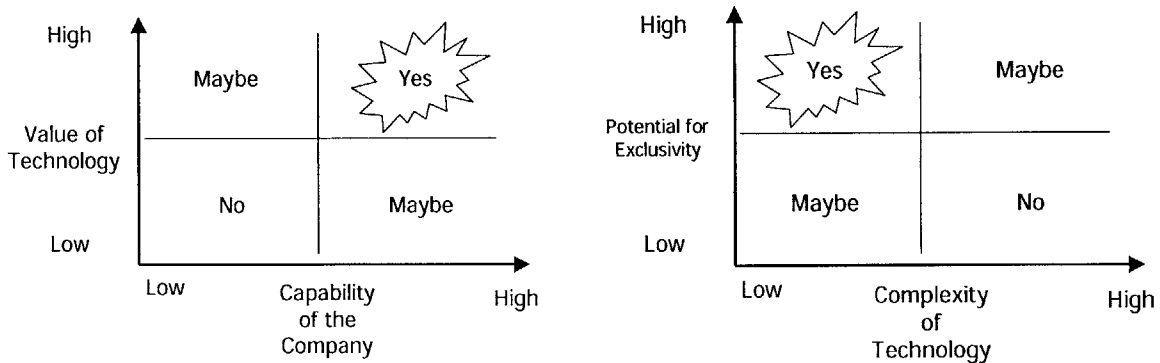 High
Maybe
Yes
Value of
Technology
No
Maybe
Low
Low
Capability
of the
Company
High
High
Yes
Maybe
Potential for
Exclusivity
Maybe
No
Low
Low
Complexity
of
Technology
High